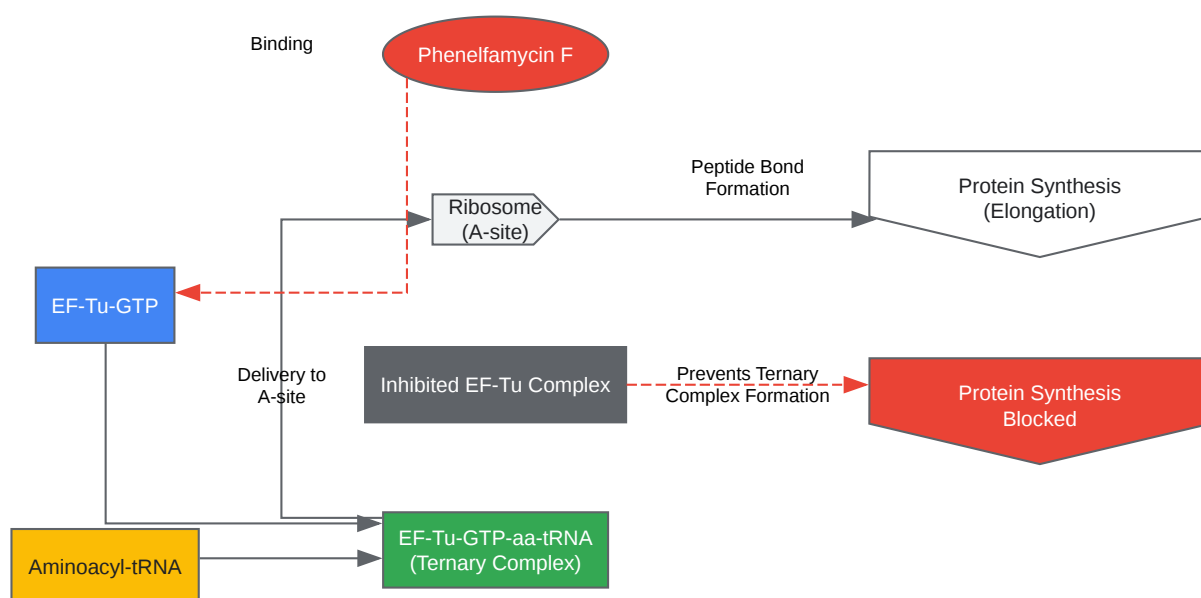 Binding
Phenelfamycin F
Peptide Bond
Formation
Protein Synthesis
(Elongation)
Ribosome
(A-site)
EF-Tu-GTP
Delivery to
A-site
Inhibited EF-Tu Complex
Prevents Ternary
Complex Formation
Protein Synthesis
Blocked
Aminoacyl-tRNA
EF-Tu-GTP-aa-tRNA
(Ternary Complex)